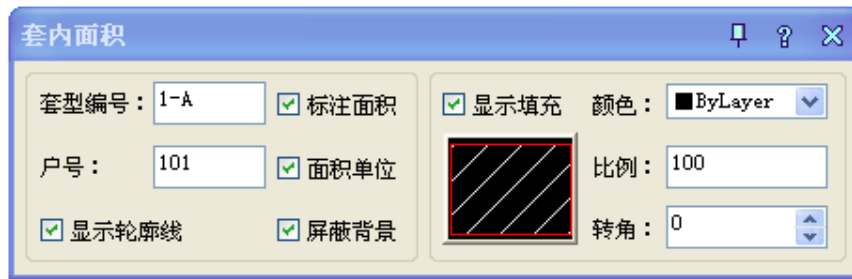 套内面积
套型编号： 1-A 标注面积 显示填充 颜色： ByLayer
户号： 101 面积单位 比例： 100
显示轮廓线 屏蔽背景 转角： 0